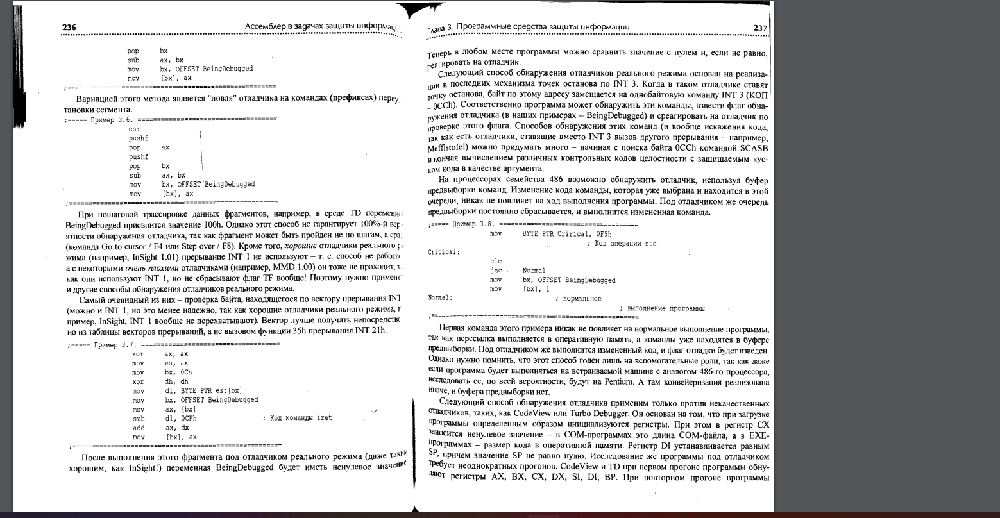 236
Ассемблер в задачах защиты информаци
pop bx
sub ax, bx
mov bx, OFFSET BeingDebugged
mov [bx], ax
;==================================================
Вариацией этого метода является "ловля" отладчика на командах (префиксах) переу
тановки сегмента.
;===== Пример 3.6. ==================================
cs:
pushf
pop ax
pushf
pop bx
sub ax, bx
mov bx, OFFSET BeingDebugged
mov [bx], ax
;==================================================
При пошаговой трассировке данных фрагментов, например, в среде TD переменн
BeingDebugged присвоится значение 100h. Однако этот способ не гарантирует 100%-й вер
ятности обнаружения отладчика, так как фрагмент может быть пройден не по шагам, а сра
(команда Go to cursor / F4 или Step over / F8). Кроме того, хорошие отладчики реального р
жима (например, InSight 1.01) прерывание INT 1 не используют – т. е. способ не работа
а с некоторыми очень плохими отладчиками (например, MMD 1.00) он тоже не проходит, т
как они используют INT 1, но не сбрасывают флаг TF вообще! Поэтому нужно применя
и другие способы обнаружения отладчиков реального режима.
Самый очевидный из них – проверка байта, находящегося по вектору прерывания INT
(можно и INT 1, но это менее надежно, так как хорошие отладчики реального режима, н
пример, InSight, INT 1 вообще не перехватывают). Вектор лучше получать непосредстве
но из таблицы векторов прерываний, а не вызовом функции 35h прерывания INT 21h.
;===== Пример 3.7. ==================================
xor ax, ax
mov es, ax
mov bx, 0Ch
xor dh, dh
mov dl, BYTE PTR es:[bx]
mov bx, OFFSET BeingDebugged
mov ax, [bx]
sub dl, 0CFh ; Код команды iret
add ax, dx
mov [bx], ax
;==================================================
После выполнения этого фрагмента под отладчиком реального режима (даже таким
хорошим, как InSight!) переменная BeingDebugged будет иметь ненулевое значение.
Глава 3. Программные средства защиты информации
237
Теперь в любом месте программы можно сравнить значение с нулем и, если не равно,
реагировать на отладчик.
Следующий способ обнаружения отладчиков реального режима основан на реализа-
ции в последних механизма точек останова по INT 3. Когда в таком отладчике ставят
точку останова, байт по этому адресу замещается на однобайтовую команду INT 3 (КОП
– 0CCh). Соответственно программа может обнаружить эти команды, взвести флаг обна-
ружения отладчика (в наших примерах – BeingDebugged) и среагировать на отладчик по
проверке этого флага. Способов обнаружения этих команд (и вообще искажения кода,
так как есть отладчики, ставящие вместо INT 3 вызов другого прерывания – например,
Meffistofel) можно придумать много – начиная с поиска байта 0CCh командой SCASB
и кончая вычислением различных контрольных кодов целостности с защищаемым кус-
ком кода в качестве аргумента.
На процессорах семейства 486 возможно обнаружить отладчик, используя буфер
предвыборки команд. Изменение кода команды, которая уже выбрана и находится в этой
очереди, никак не повлияет на ход выполнения программы. Под отладчиком же очередь
предвыборки постоянно сбрасывается, и выполнится измененная команда.
;===== Пример 3.8. ==================================
mov BYTE PTR Crirical, 0F9h
; Код операции stc
Critical:
clc
jnc Normal
mov bx, OFFSET BeingDebugged
mov [bx], 1
Normal: ; Нормальное
; выполнение программы
;==================================================
Первая команда этого примера никак не повлияет на нормальное выполнение программы,
так как пересылка выполняется в оперативную память, а команды уже находятся в буфере
предвыборки. Под отладчиком же выполнится измененный код, и флаг отладки будет взведен.
Однако нужно помнить, что этот способ годен лишь на вспомогательные роли, так как даже
если программа будет выполняться на встраиваемой машине с аналогом 486-го процессора,
исследовать ее, по всей вероятности, будут на Pentium. А там конвейеризация реализована
иначе, и буфера предвыборки нет.
Следующий способ обнаружения отладчика применим только против некачественных
отладчиков, таких, как CodeView или Turbo Debugger. Он основан на том, что при загрузке
программы определенным образом инициализуются регистры. При этом в регистр CX
заносится ненулевое значение – в COM-программах это длина COM-файла, а в EXE-
программах – размер кода в оперативной памяти. Регистр DI устанавливается равным
SP, причем значение SP не равно нулю. Исследование же программы под отладчиком
требует неоднократных прогонов. CodeView и TD при первом прогоне программы обну-
ляют регистры AX, BX, CX, DX, SI, DI, BP. При повторном прогоне программы